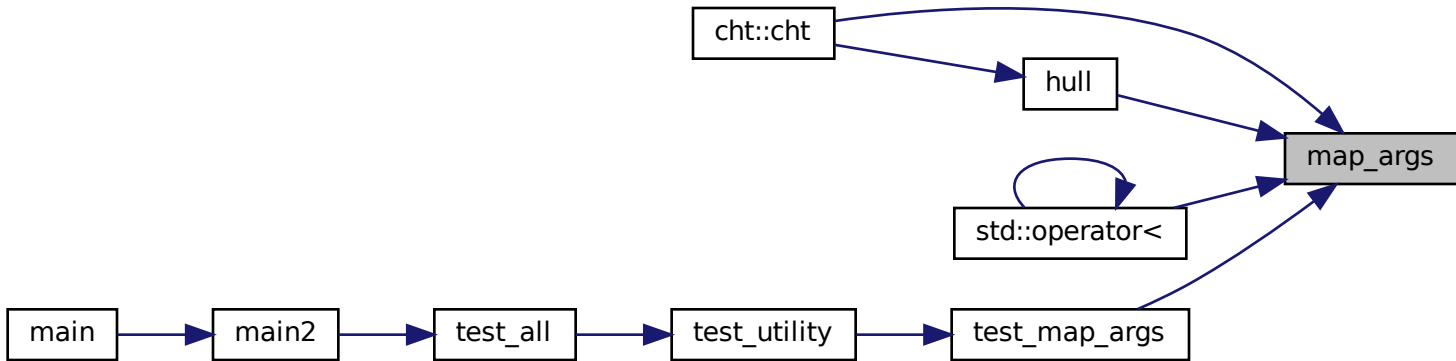 cht::cht
hull
map_args
std::operator<
main
main2
test_all
test_utility
test_map_args